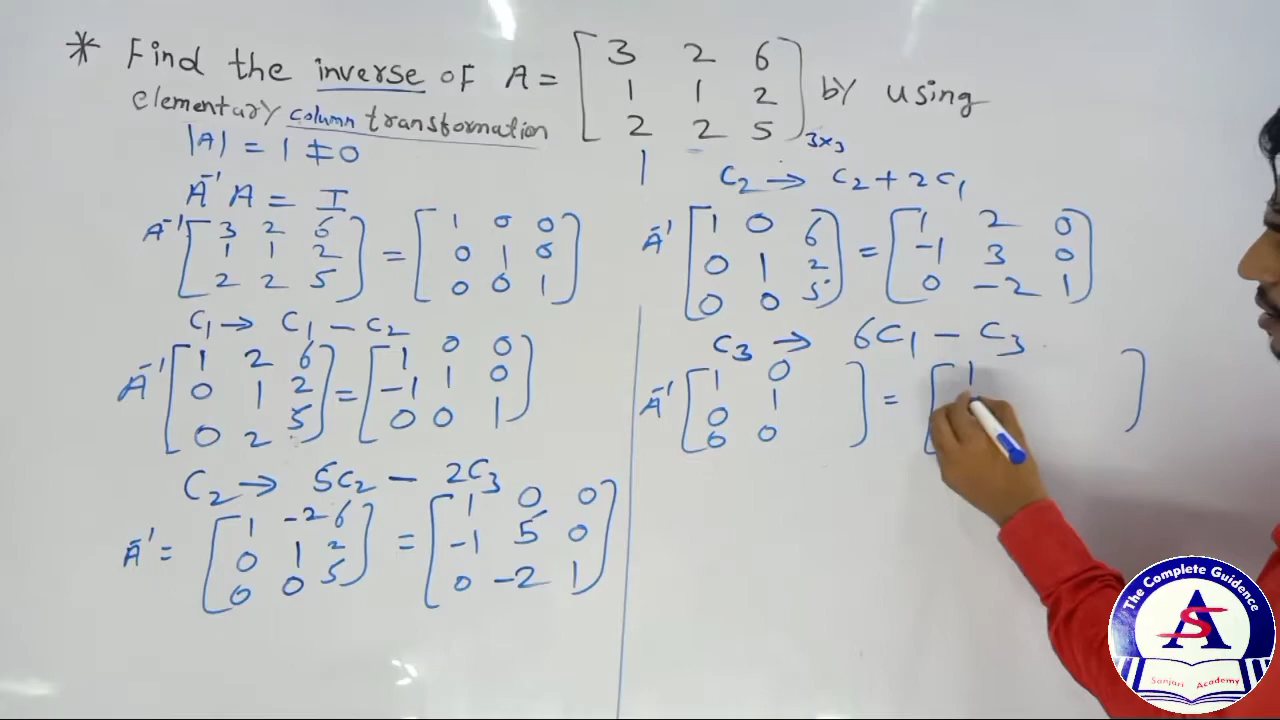 * Find the inverse of A = [3 2 6
1 1 2
2 2 5]3×3 by using
elementary column transformation
|A| = 1 ≠ 0
A⁻¹ A = I
A⁻¹ [3 2 6
1 1 2
2 2 5] = [1 0 0
0 1 0
0 0 1]
C₁ → C₁ − C₂
A⁻¹ [1 2 6
0 1 2
0 2 5] = [1 0 0
-1 1 0
0 0 1]
C₂ → 5C₂ − 2C₃
A⁻¹ = [1 -2 6
0 1 2
0 0 5] = [1 0 0
-1 5 0
0 -2 1]
1
C₂ → C₂ + 2C₁
A⁻¹ [1 0 6
0 1 2
0 0 5] = [1 2 0
-1 3 0
0 -2 1]
C₃ → 6C₁ − C₃
A⁻¹ [1 0
0 1
0 0 ] = [1 ]
The Complete Guidence
SA
Sanjari Academy